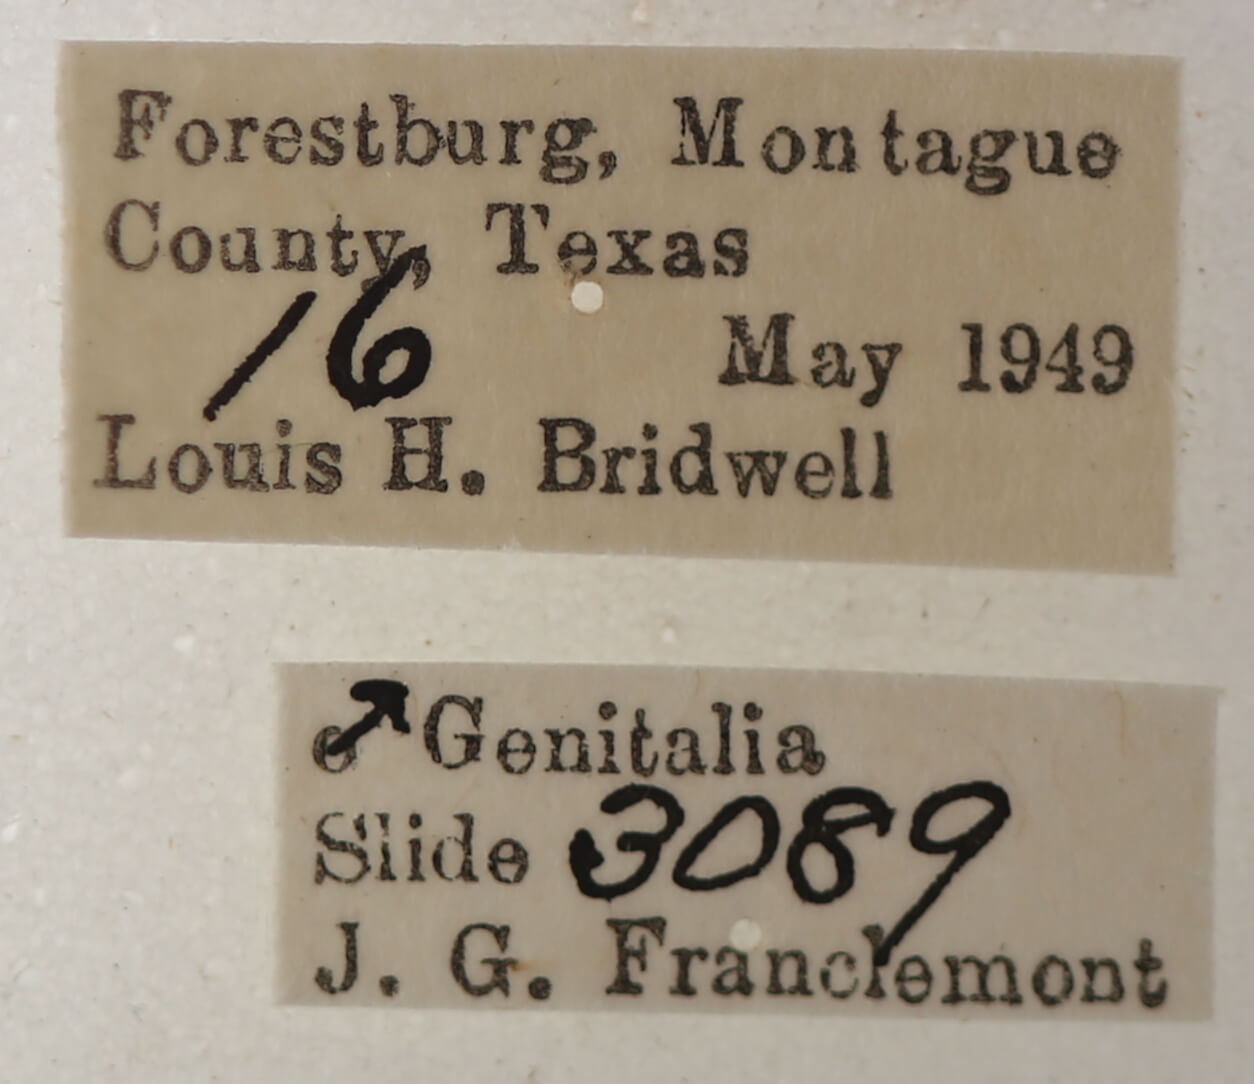 Forestburg, Montague
County, Texas
16 May 1949
Louis H. Bridwell
♂ Genitalia
Slide 3089
J. G. Franclemont